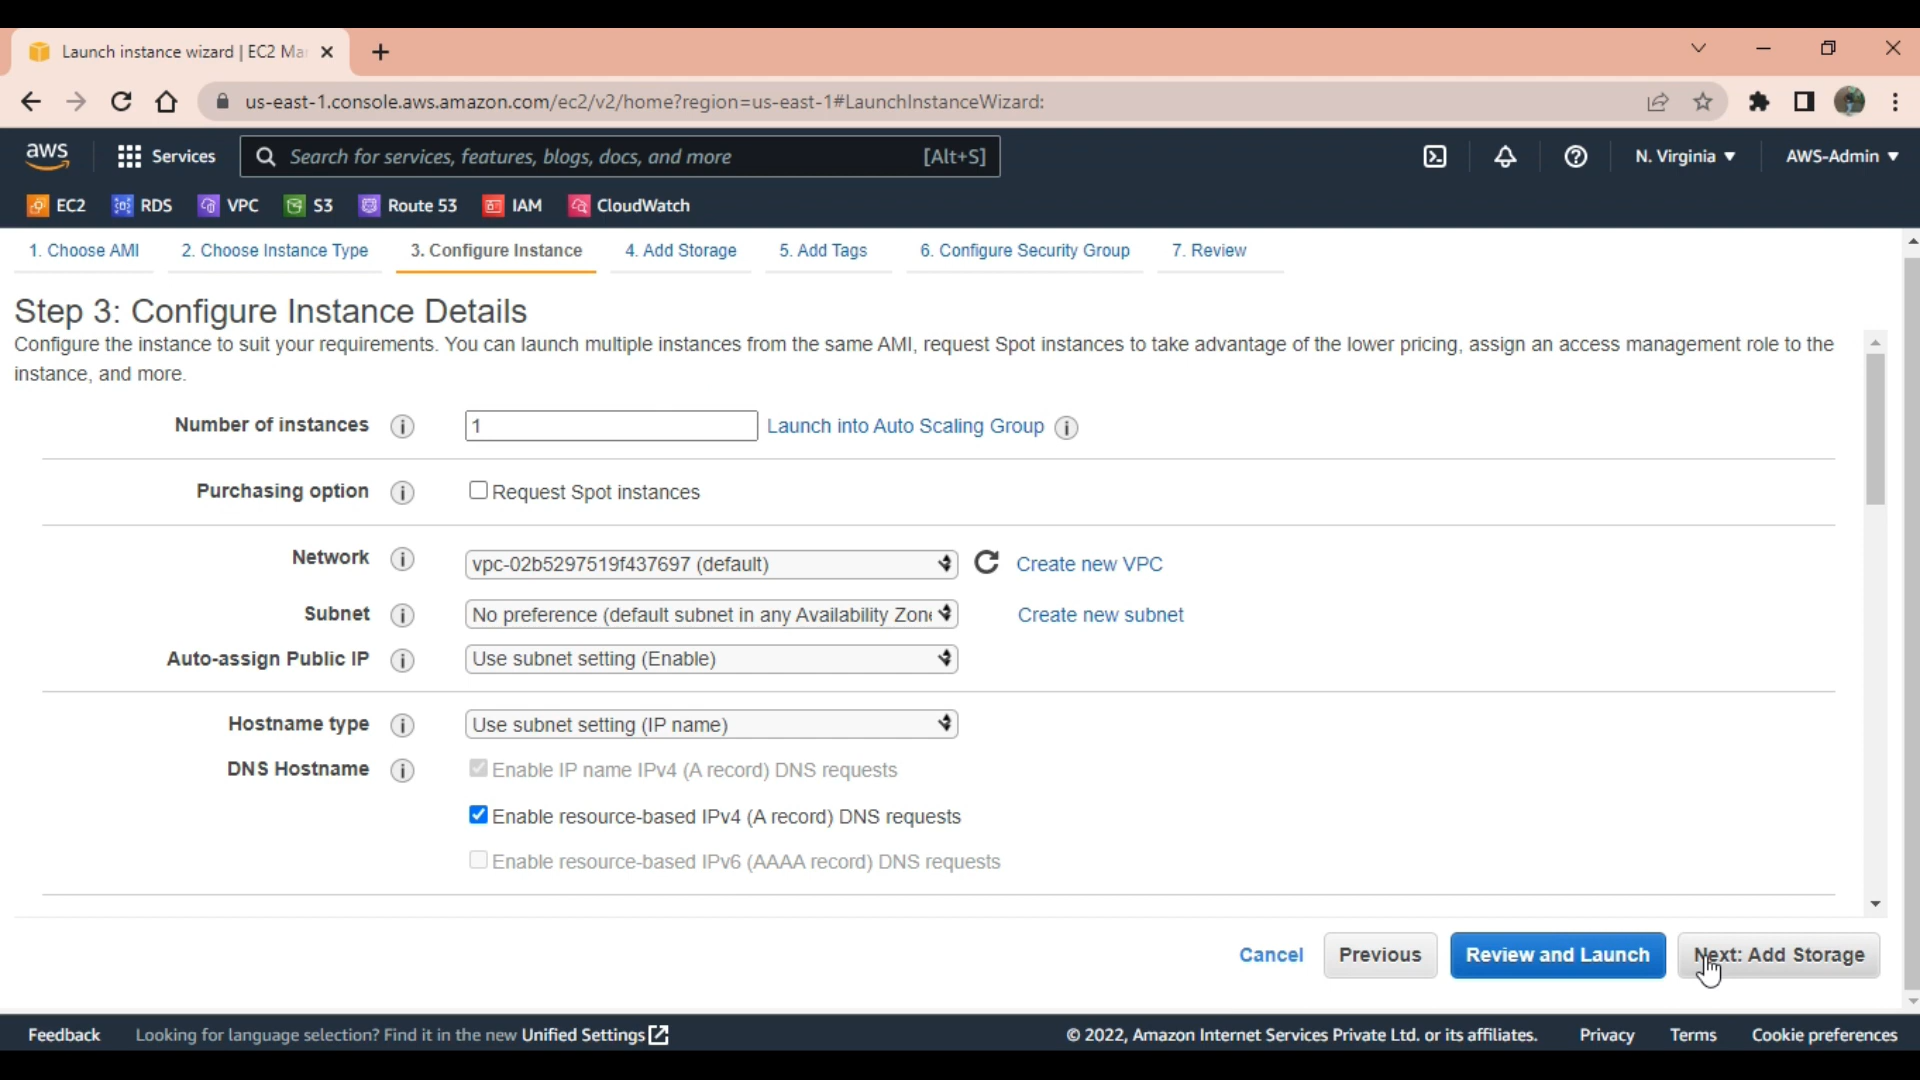 Launch instance wizard | EC2 Ma
us-east-1.console.aws.amazon.com/ec2/v2/home?region=us-east-1#LaunchInstanceWizard:
aws Services Search for services, features, blogs, docs, and more [Alt+S] N. Virginia AWS-Admin
EC2 RDS VPC S3 Route 53 IAM CloudWatch
1. Choose AMI 2. Choose Instance Type 3. Configure Instance 4. Add Storage 5. Add Tags 6. Configure Security Group 7. Review
Step 3: Configure Instance Details
Configure the instance to suit your requirements. You can launch multiple instances from the same AMI, request Spot instances to take advantage of the lower pricing, assign an access management role to the
instance, and more.
Number of instances i 1 Launch into Auto Scaling Group i
Purchasing option i Request Spot instances
Network i vpc-02b5297519f437697 (default) Create new VPC
Subnet i No preference (default subnet in any Availability Zon Create new subnet
Auto-assign Public IP i Use subnet setting (Enable)
Hostname type i Use subnet setting (IP name)
DNS Hostname i Enable IP name IPv4 (A record) DNS requests
Enable resource-based IPv4 (A record) DNS requests
Enable resource-based IPv6 (AAAA record) DNS requests
Cancel Previous Review and Launch Next: Add Storage
Feedback Looking for language selection? Find it in the new Unified Settings © 2022, Amazon Internet Services Private Ltd. or its affiliates. Privacy Terms Cookie preferences